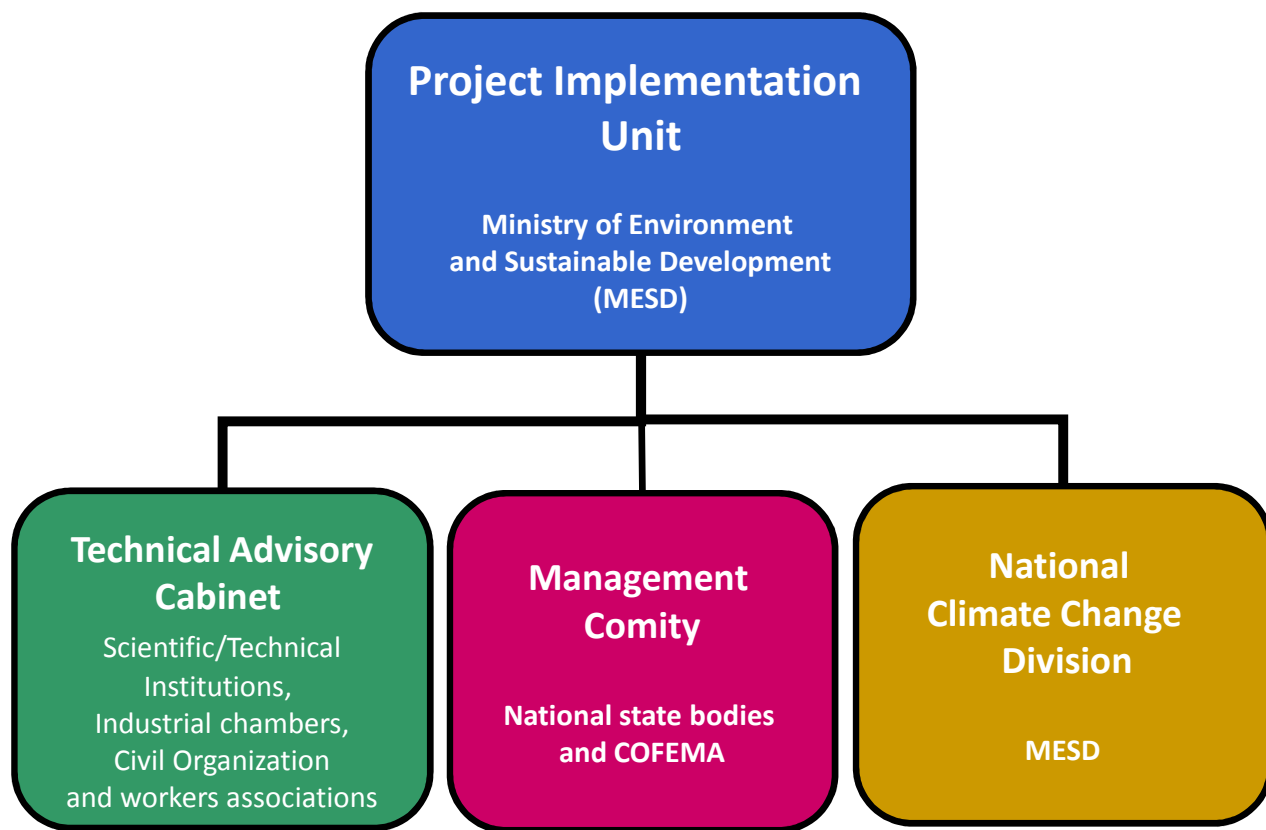 Project Implementation
Unit
Ministry of Environment
and Sustainable Development
(MESD)
Technical Advisory
Cabinet
Scientific/Technical
Institutions,
Industrial chambers,
Civil Organization
and workers associations
Management
Comity
National state bodies
and COFEMA
National
Climate Change
Division
MESD